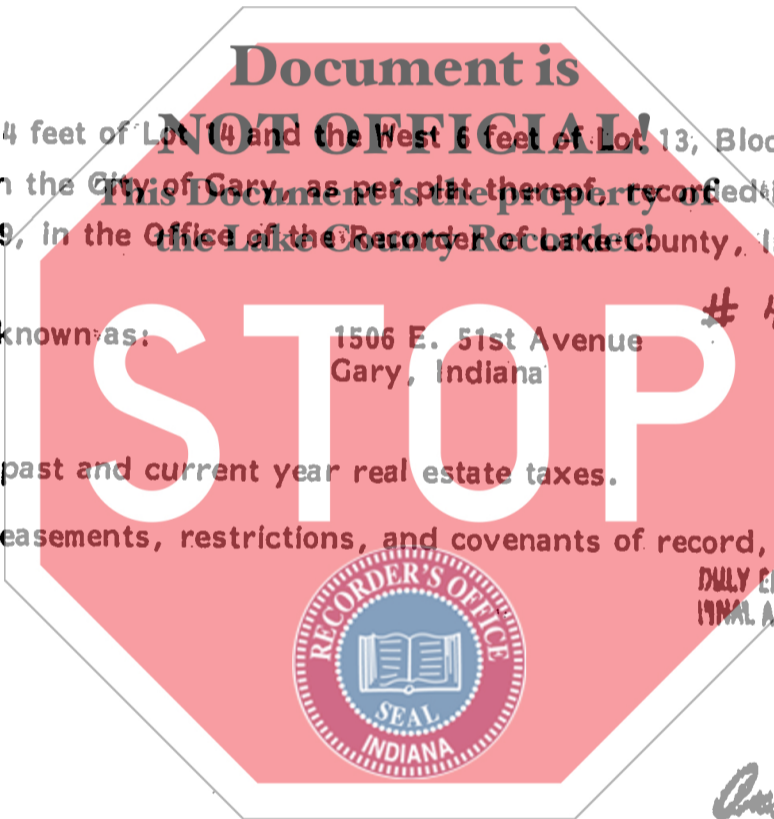 Document is
NOT OFFICIAL!
4 feet of Lot 14 and the West 6 feet of Lot 13, Bloc
This Document is the property of
n the City of Gary, as per plat thereof, recorded i
the Lake County Recorder!
9, in the Office of the Recorder of Lake County, I
# 4
known as: 1506 E. 51st Avenue
Gary, Indiana
STOP
past and current year real estate taxes.
easements, restrictions, and covenants of record,
DULY E
RECORDER'S OFFICE
SEAL
INDIANA